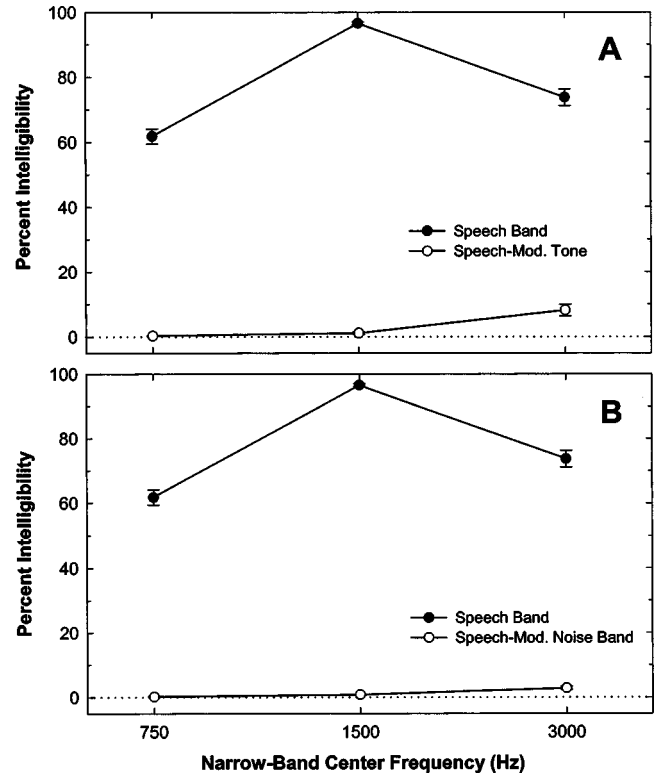 100
80
60
40
20
0
Percent Intelligibility
A
Speech Band
Speech-Mod. Tone
100
80
60
40
20
0
Percent Intelligibility
B
Speech Band
Speech-Mod. Noise Band
750
1500
3000
Narrow-Band Center Frequency (Hz)